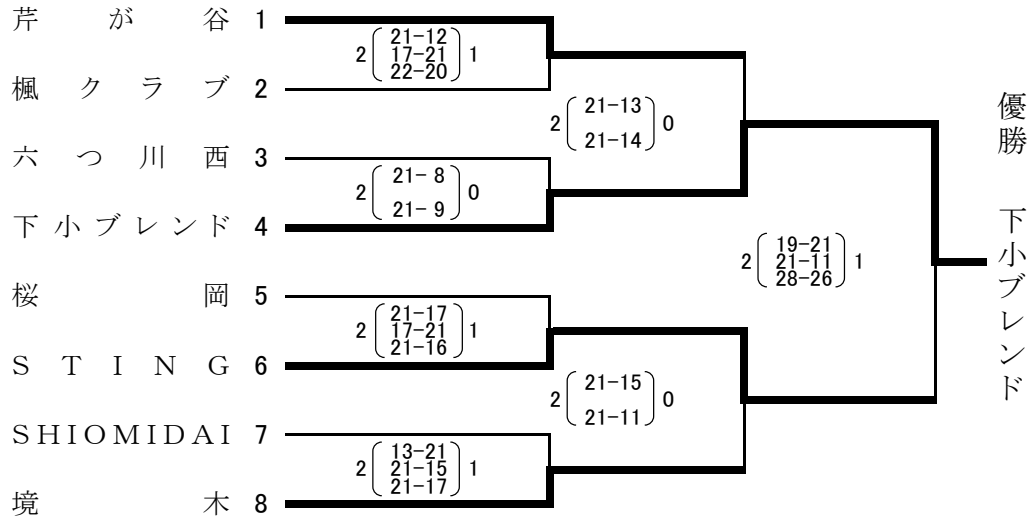 芹が谷 1
2 21-12 1
17-21
22-20
楓クラブ 2
2 21-13 0
21-14
六つ川西 3
2 21- 8 0
21- 9
下小ブレンド 4
2 19-21 1
21-11
28-26
桜岡 5
2 21-17 1
17-21
21-16
STING 6
2 21-15 0
21-11
SHIOMIDAI 7
2 13-21 1
21-15
21-17
境木 8
優勝 下小ブレンド